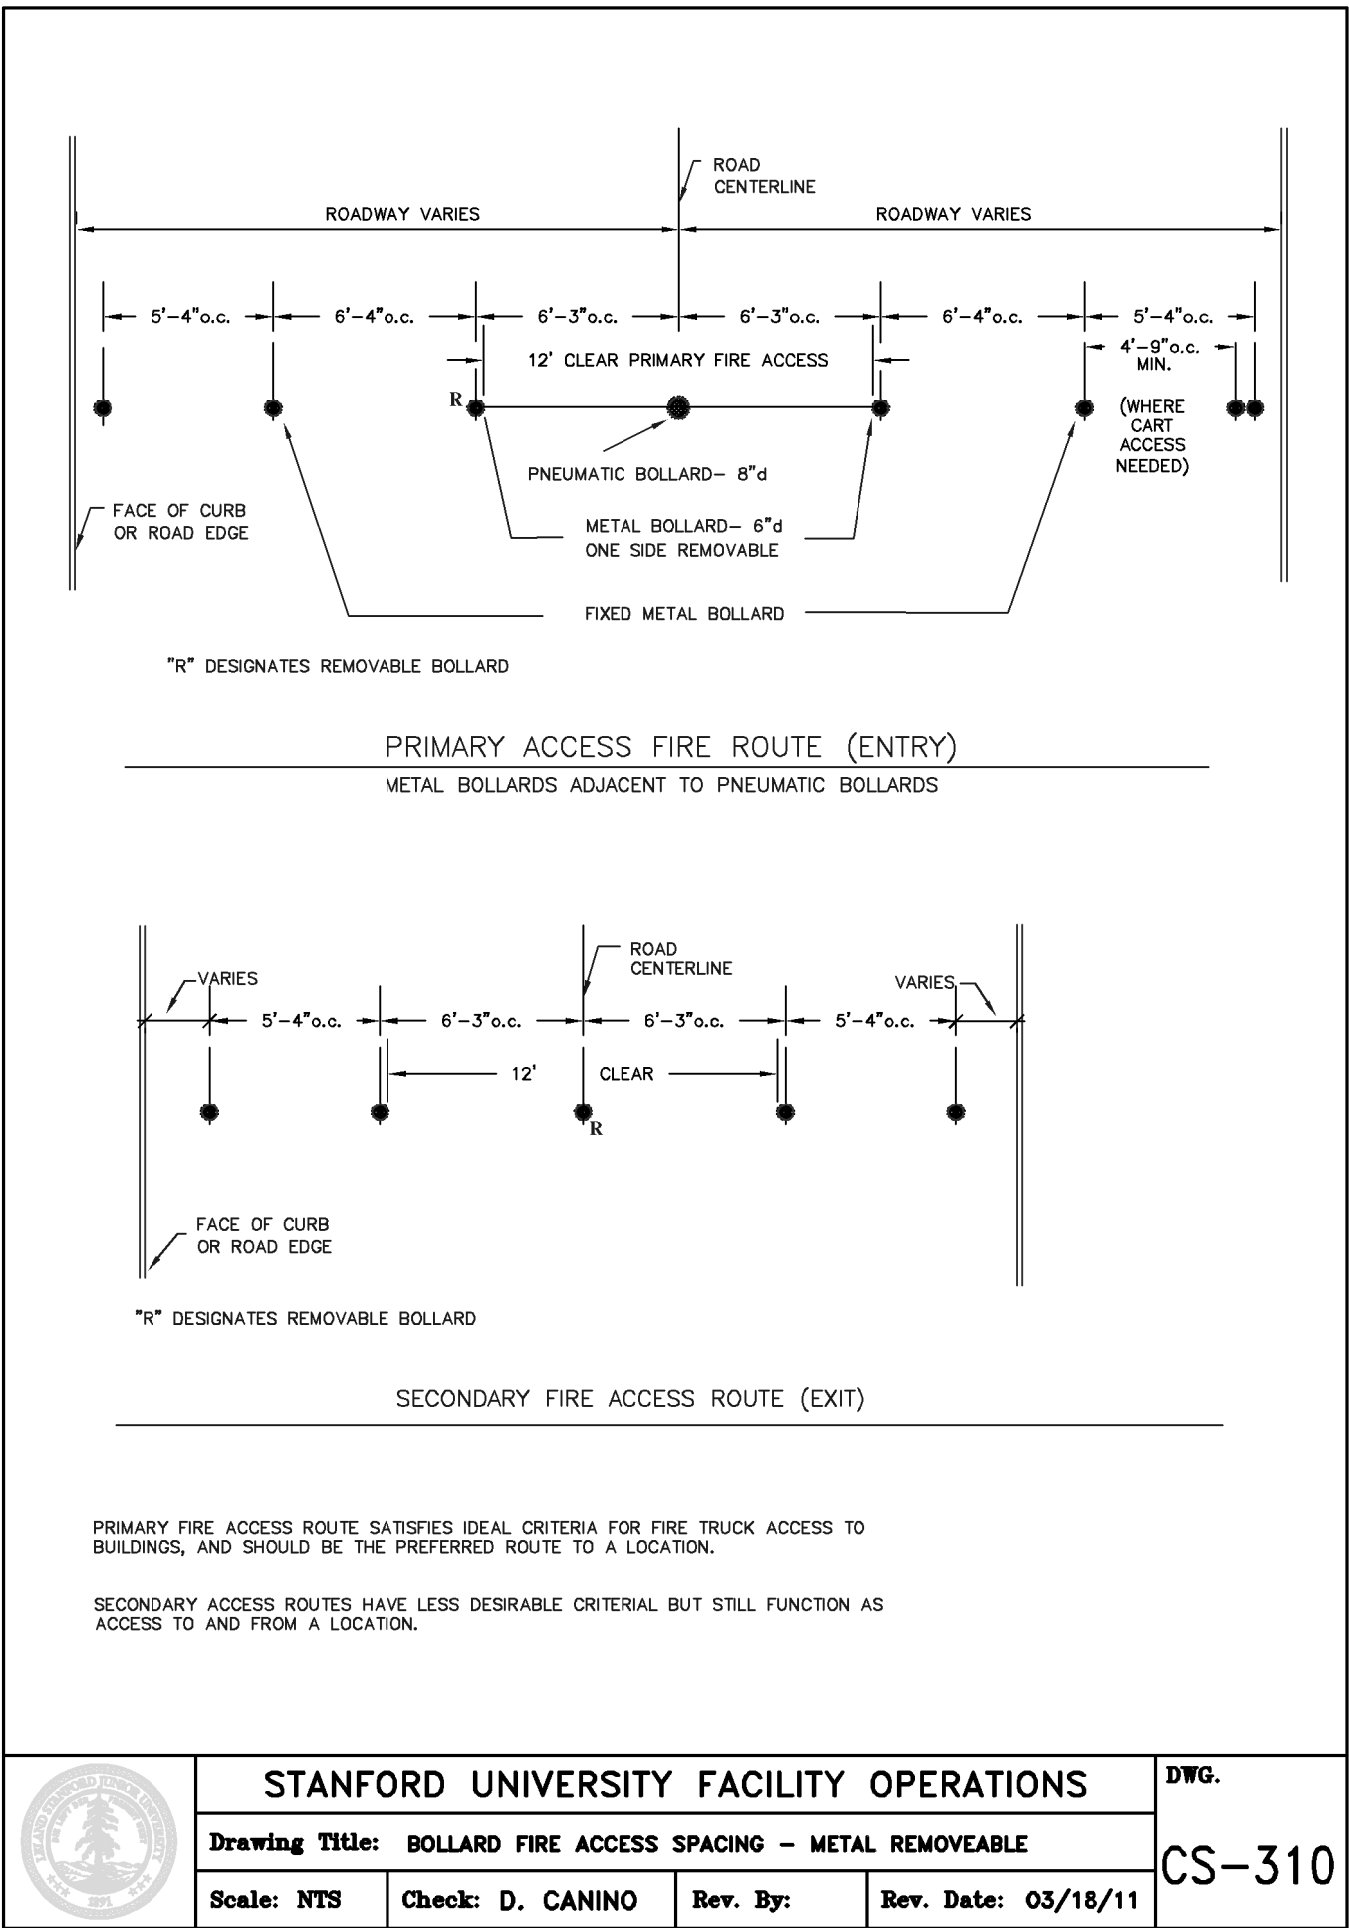 ROAD
CENTERLINE
ROADWAY VARIES
ROADWAY VARIES
5'-4"o.c.
6'-4"o.c.
6'-3"o.c.
6'-3"o.c.
6'-4"o.c.
5'-4"o.c.
12' CLEAR PRIMARY FIRE ACCESS
4'-9"o.c.
MIN.
R
(WHERE
CART
ACCESS
NEEDED)
PNEUMATIC BOLLARD- 8"d
FACE OF CURB
OR ROAD EDGE
METAL BOLLARD- 6"d
ONE SIDE REMOVABLE
FIXED METAL BOLLARD
"R" DESIGNATES REMOVABLE BOLLARD
PRIMARY ACCESS FIRE ROUTE (ENTRY)
METAL BOLLARDS ADJACENT TO PNEUMATIC BOLLARDS
ROAD
CENTERLINE
VARIES
VARIES
5'-4"o.c.
6'-3"o.c.
6'-3"o.c.
5'-4"o.c.
12' CLEAR
R
FACE OF CURB
OR ROAD EDGE
"R" DESIGNATES REMOVABLE BOLLARD
SECONDARY FIRE ACCESS ROUTE (EXIT)
PRIMARY FIRE ACCESS ROUTE SATISFIES IDEAL CRITERIA FOR FIRE TRUCK ACCESS TO
BUILDINGS, AND SHOULD BE THE PREFERRED ROUTE TO A LOCATION.
SECONDARY ACCESS ROUTES HAVE LESS DESIRABLE CRITERIAL BUT STILL FUNCTION AS
ACCESS TO AND FROM A LOCATION.
STANFORD UNIVERSITY FACILITY OPERATIONS
DWG.
Drawing Title: BOLLARD FIRE ACCESS SPACING - METAL REMOVEABLE
CS-310
Scale: NTS
Check: D. CANINO
Rev. By:
Rev. Date: 03/18/11
LELAND STANFORD JUNIOR UNIVERSITY
1891